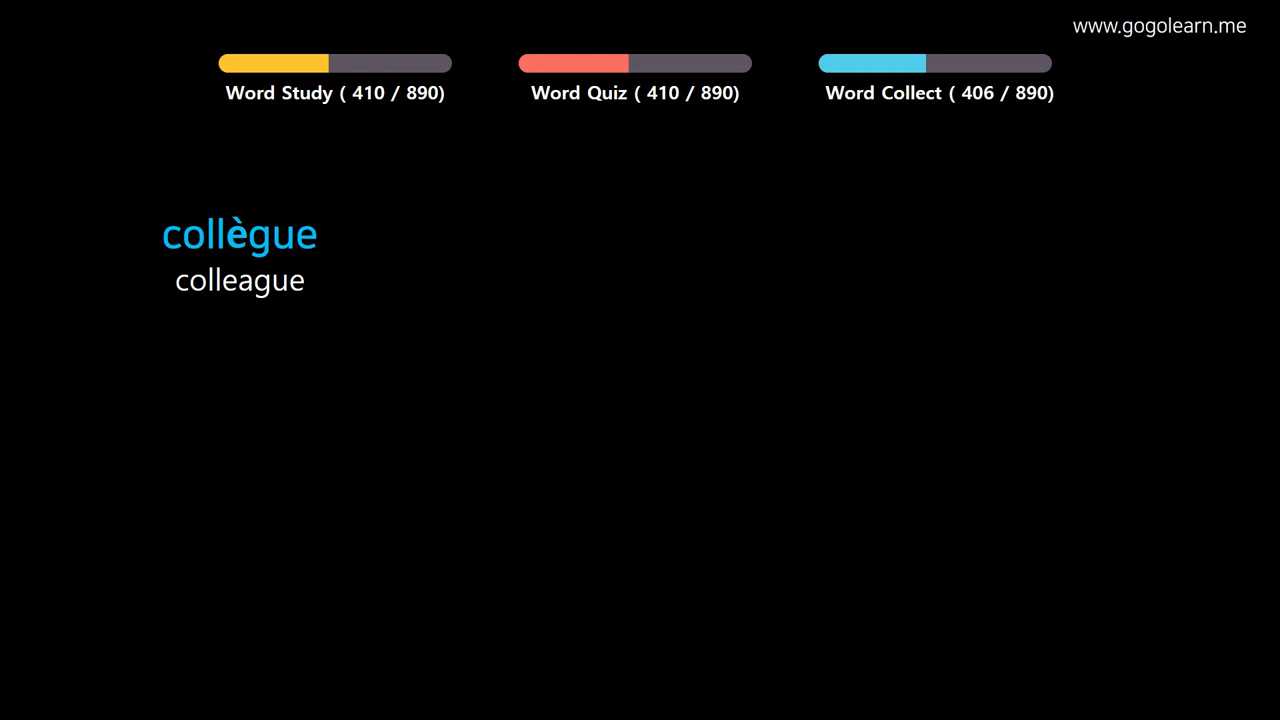 www.gogolearn.me
Word Study ( 410 / 890)
Word Quiz ( 410 / 890)
Word Collect ( 406 / 890)
collègue
colleague